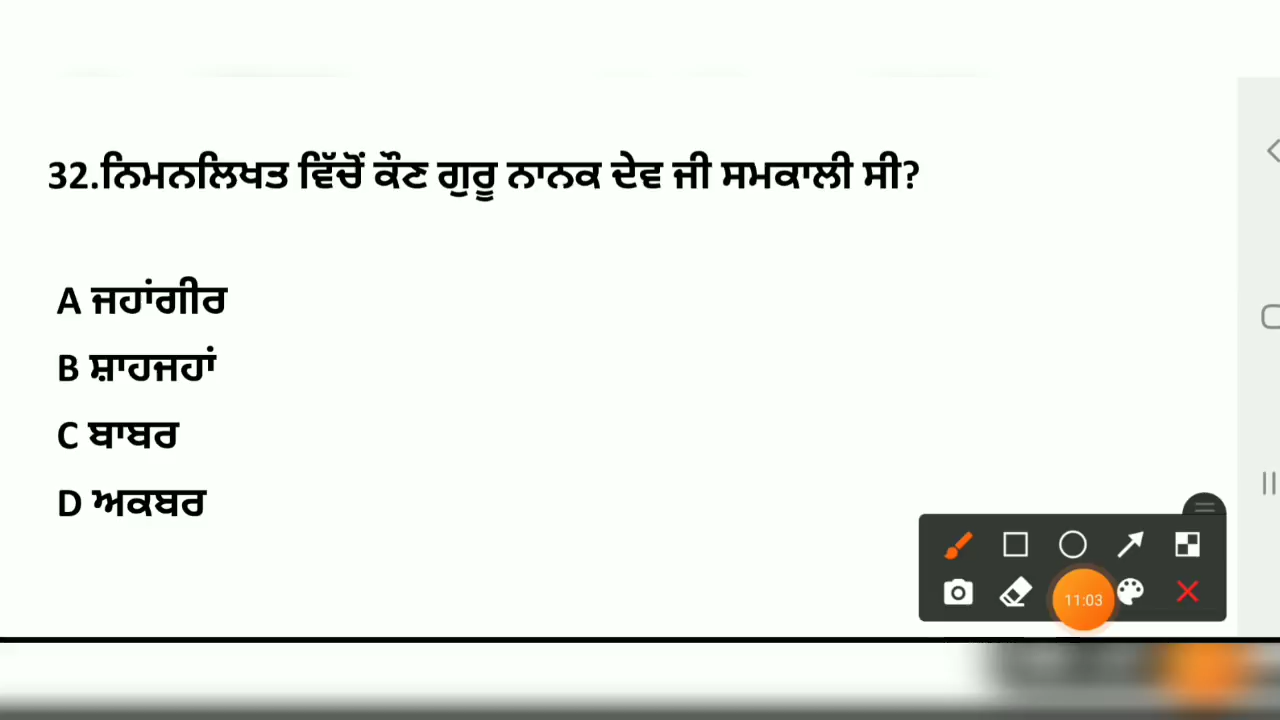 32.ਨਿਮਨਲਿਖਤ ਵਿੱਚੋਂ ਕੌਣ ਗੁਰੂ ਨਾਨਕ ਦੇਵ ਜੀ ਸਮਕਾਲੀ ਸੀ?
A ਜਹਾਂਗੀਰ
B ਸ਼ਾਹਜਹਾਂ
C ਬਾਬਰ
D ਅਕਬਰ
11:03